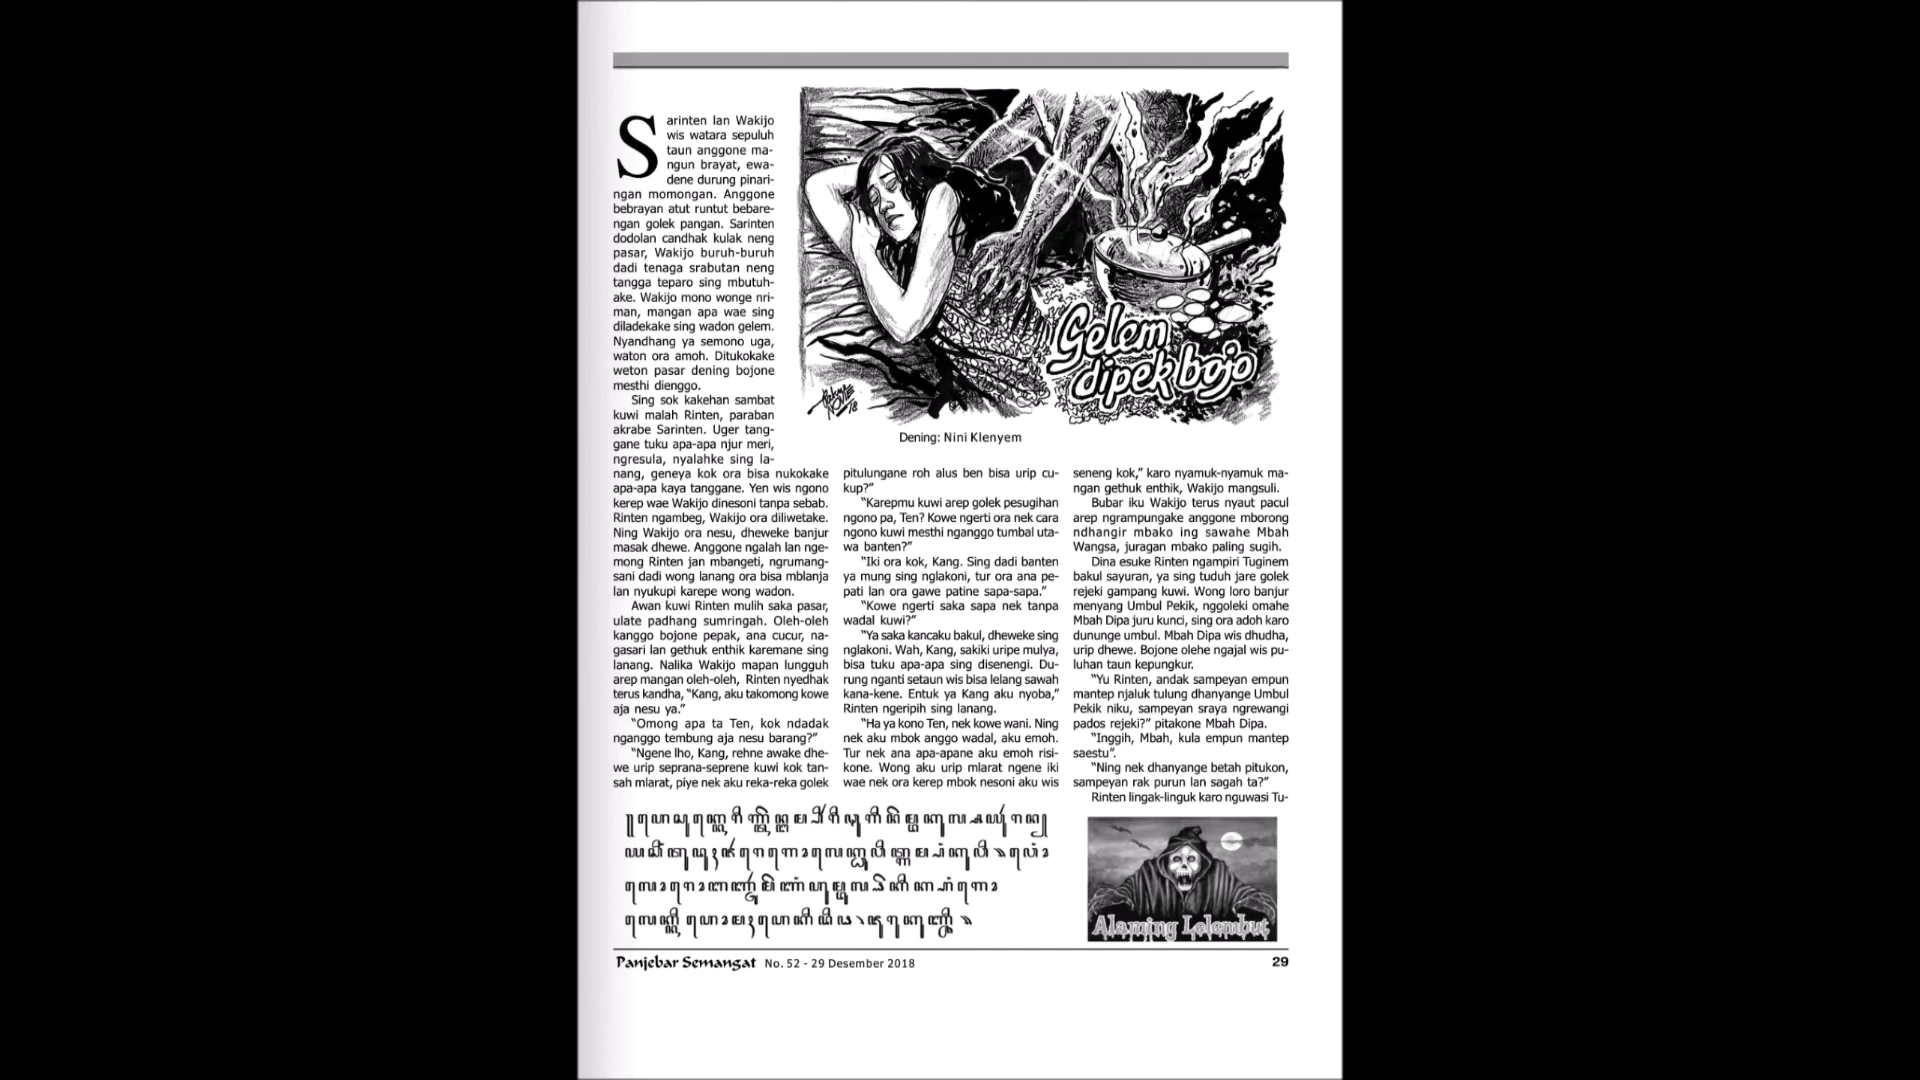 Sarinten lan Wakijo
wis watara sepuluh
taun anggone ma-
ngun brayat, ewa-
dene durung pinari-
ngan momongan. Anggone
bebrayan atut runtut bebare-
ngan golek pangan. Sarinten
dodolan candhak kulak neng
pasar, Wakijo buruh-buruh
dadi tenaga srabutan neng
tangga teparo sing mbutuh-
ake. Wakijo mono wonge nri-
man, mangan apa wae sing
diladekake sing wadon gelem.
Nyandhang ya semono uga,
waton ora amoh. Ditukokake
weton pasar dening bojone
mesthi dienggo.
Sing sok kakehan sambat
kuwi malah Rinten, paraban
akrabe Sarinten. Uger tang-
gane tuku apa-apa njur meri,
ngresula, nyalahke sing la-
nang, geneya kok ora bisa nukokake
apa-apa kaya tanggane. Yen wis ngono
kerep wae Wakijo dinesoni tanpa sebab.
Rinten ngambeg, Wakijo ora diliwetake.
Ning Wakijo ora nesu, dheweke banjur
masak dhewe. Anggone ngalah lan nge-
mong Rinten jan mbangeti, ngrumang-
sani dadi wong lanang ora bisa mblanja
lan nyukupi karepe wong wadon.
Awan kuwi Rinten mulih saka pasar,
ulate padhang sumringah. Oleh-oleh
kanggo bojone pepak, ana cucur, na-
gasari lan gethuk enthik karemane sing
lanang. Nalika Wakijo mapan lungguh
arep mangan oleh-oleh, Rinten nyedhak
terus kandha, “Kang, aku takomong kowe
aja nesu ya.”
“Omong apa ta Ten, kok ndadak
nganggo tembung aja nesu barang?”
“Ngene lho, Kang, rehne awake dhe-
we urip seprana-seprene kuwi kok tan-
sah mlarat, piye nek aku reka-reka golek
Gelem
dipek bojo
Dening: Nini Klenyem
pitulungane roh alus ben bisa urip cu-
kup?”
“Karepmu kuwi arep golek pesugihan
ngono pa, Ten? Kowe ngerti ora nek cara
ngono kuwi mesthi nganggo tumbal uta-
wa banten?”
“Iki ora kok, Kang. Sing dadi banten
ya mung sing nglakoni, tur ora ana pe-
pati lan ora gawe patine sapa-sapa.”
“Kowe ngerti saka sapa nek tanpa
wadal kuwi?”
“Ya saka kancaku bakul, dheweke sing
nglakoni. Wah, Kang, sakiki uripe mulya,
bisa tuku apa-apa sing disenengi. Du-
rung nganti setaun wis bisa lelang sawah
kana-kene. Entuk ya Kang aku nyoba,”
Rinten ngeripih sing lanang.
“Ha ya kono Ten, nek kowe wani. Ning
nek aku mbok anggo wadal, aku emoh.
Tur nek ana apa-apane aku emoh risi-
kone. Wong aku urip mlarat ngene iki
wae nek ora kerep mbok nesoni aku wis
seneng kok,” karo nyamuk-nyamuk ma-
ngan gethuk enthik, Wakijo mangsuli.
Bubar iku Wakijo terus nyaut pacul
arep ngrampungake anggone mborong
ndhangir mbako ing sawahe Mbah
Wangsa, juragan mbako paling sugih.
Dina esuke Rinten ngampiri Tuginem
bakul sayuran, ya sing tuduh jare golek
rejeki gampang kuwi. Wong loro banjur
menyang Umbul Pekik, nggoleki omahe
Mbah Dipa juru kunci, sing ora adoh karo
dununge umbul. Mbah Dipa wis dhudha,
urip dhewe. Bojone olehe ngajal wis pu-
luhan taun kepungkur.
“Yu Rinten, andak sampeyan empun
mantep njaluk tulung dhanyange Umbul
Pekik niku, sampeyan sraya ngrewangi
pados rejeki?” pitakone Mbah Dipa.
“Inggih, Mbah, kula empun mantep
saestu”.
“Ning nek dhanyange betah pitukon,
sampeyan rak purun lan sagah ta?”
Rinten lingak-linguk karo nguwasi Tu-
Alaming Lelembut
Panjebar Semangat No. 52 - 29 Desember 2018
29